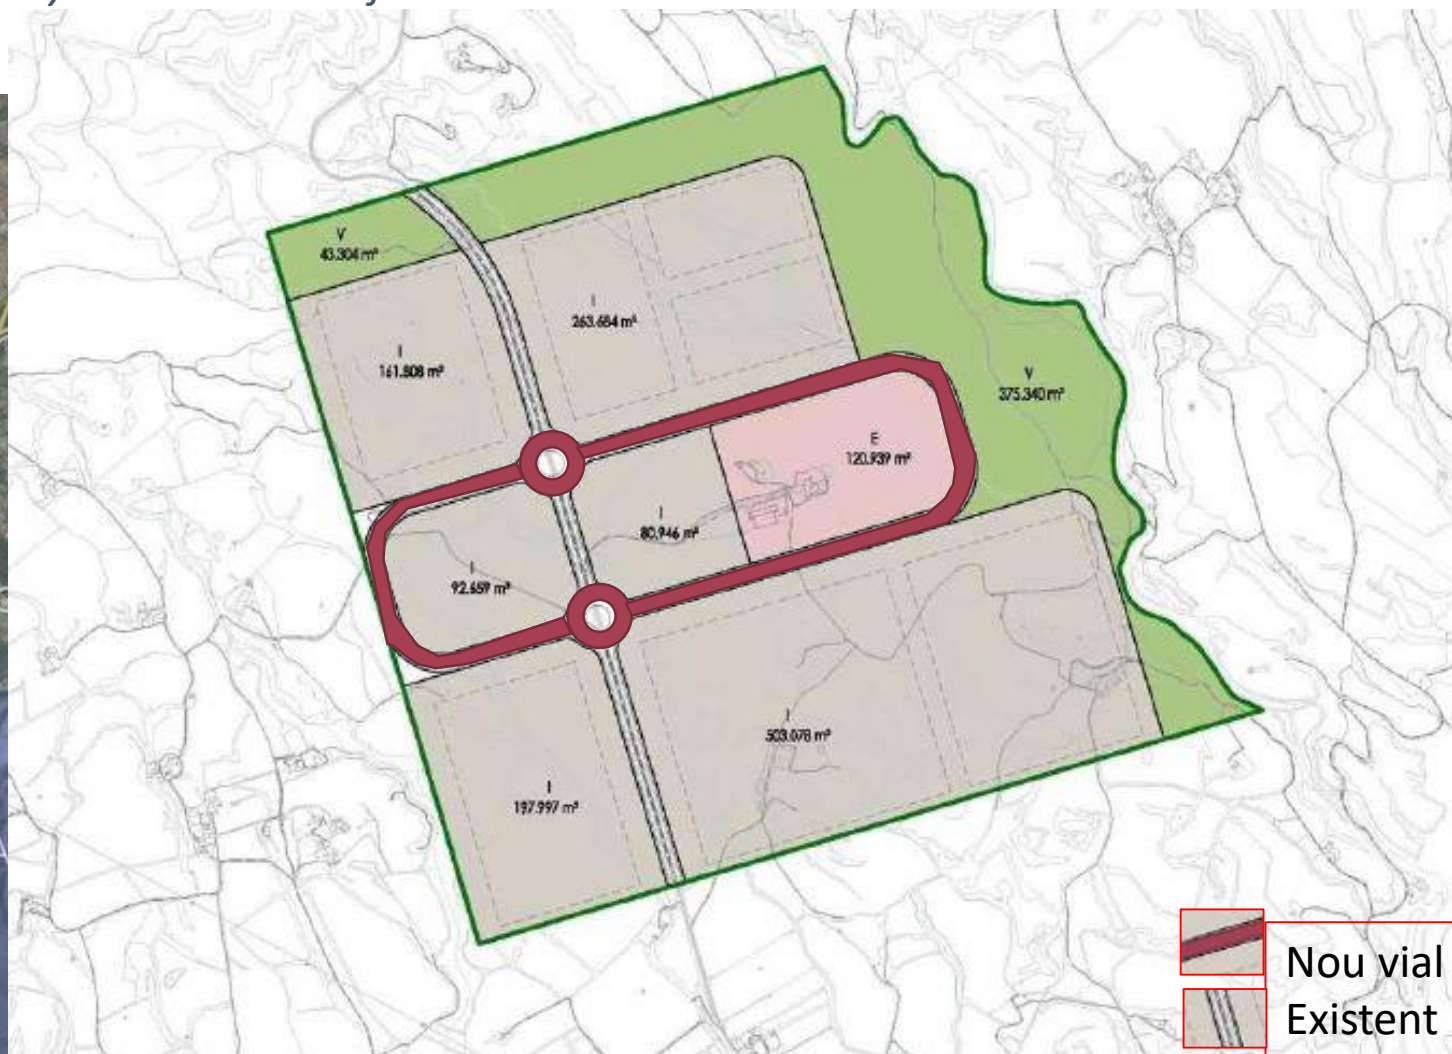 V
43.304 m²
I
263.684 m²
I
161.808 m²
V
375.340 m²
E
120.939 m²
I
80.946 m²
I
92.659 m²
I
503.078 m²
I
197.997 m²
Nou vial
Existent